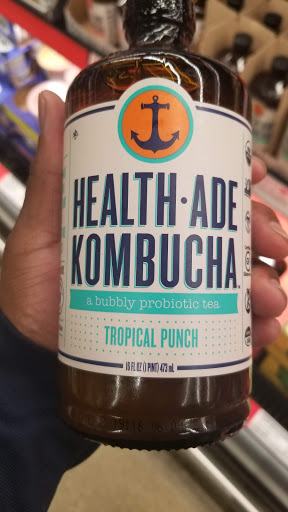 HEALTH·ADE
KOMBUCHA
a bubbly probiotic tea
TROPICAL PUNCH
16 FL OZ (1 PINT) 473 mL